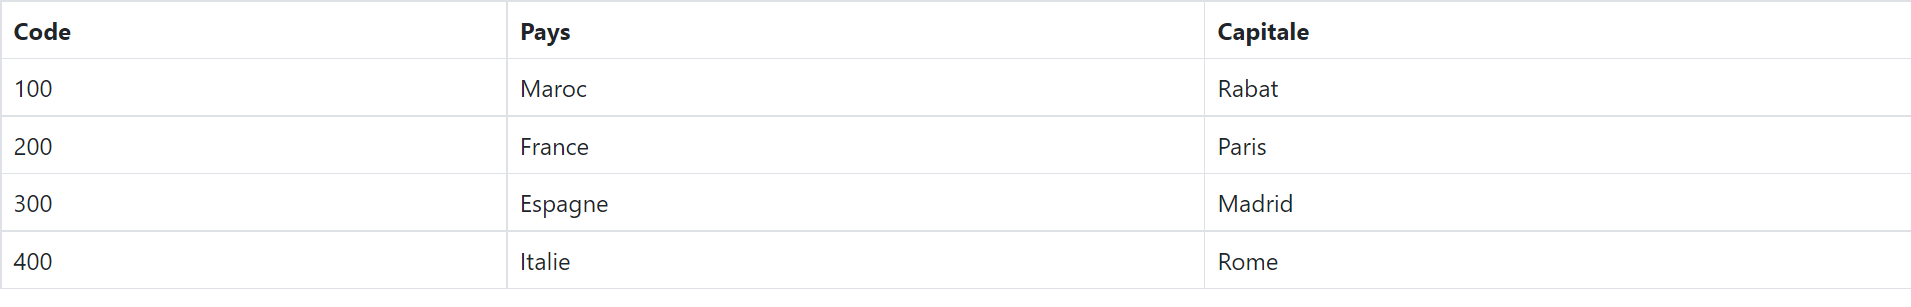 Code Pays Capitale
100 Maroc Rabat
200 France Paris
300 Espagne Madrid
400 Italie Rome